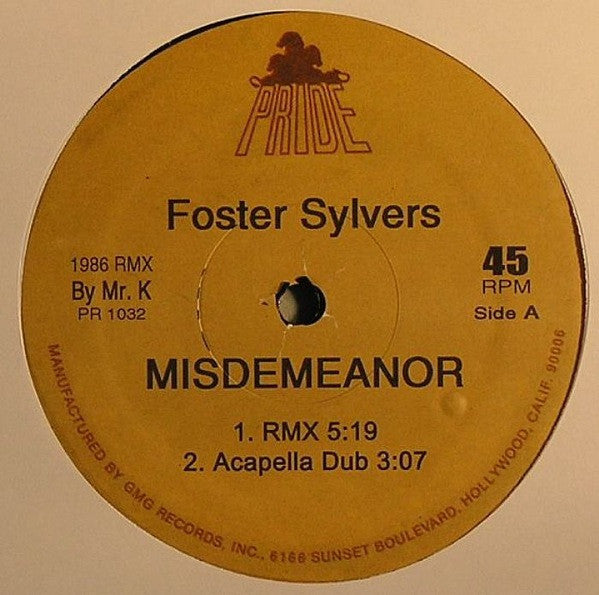 PRIDE
Foster Sylvers
1986 RMX
By Mr. K
PR 1032
45
RPM
Side A
MISDEMEANOR
1. RMX 5:19
2. Acapella Dub 3:07
MANUFACTURED BY GMG RECORDS, INC., 6166 SUNSET BOULEVARD, HOLLYWOOD, CALIF. 90006